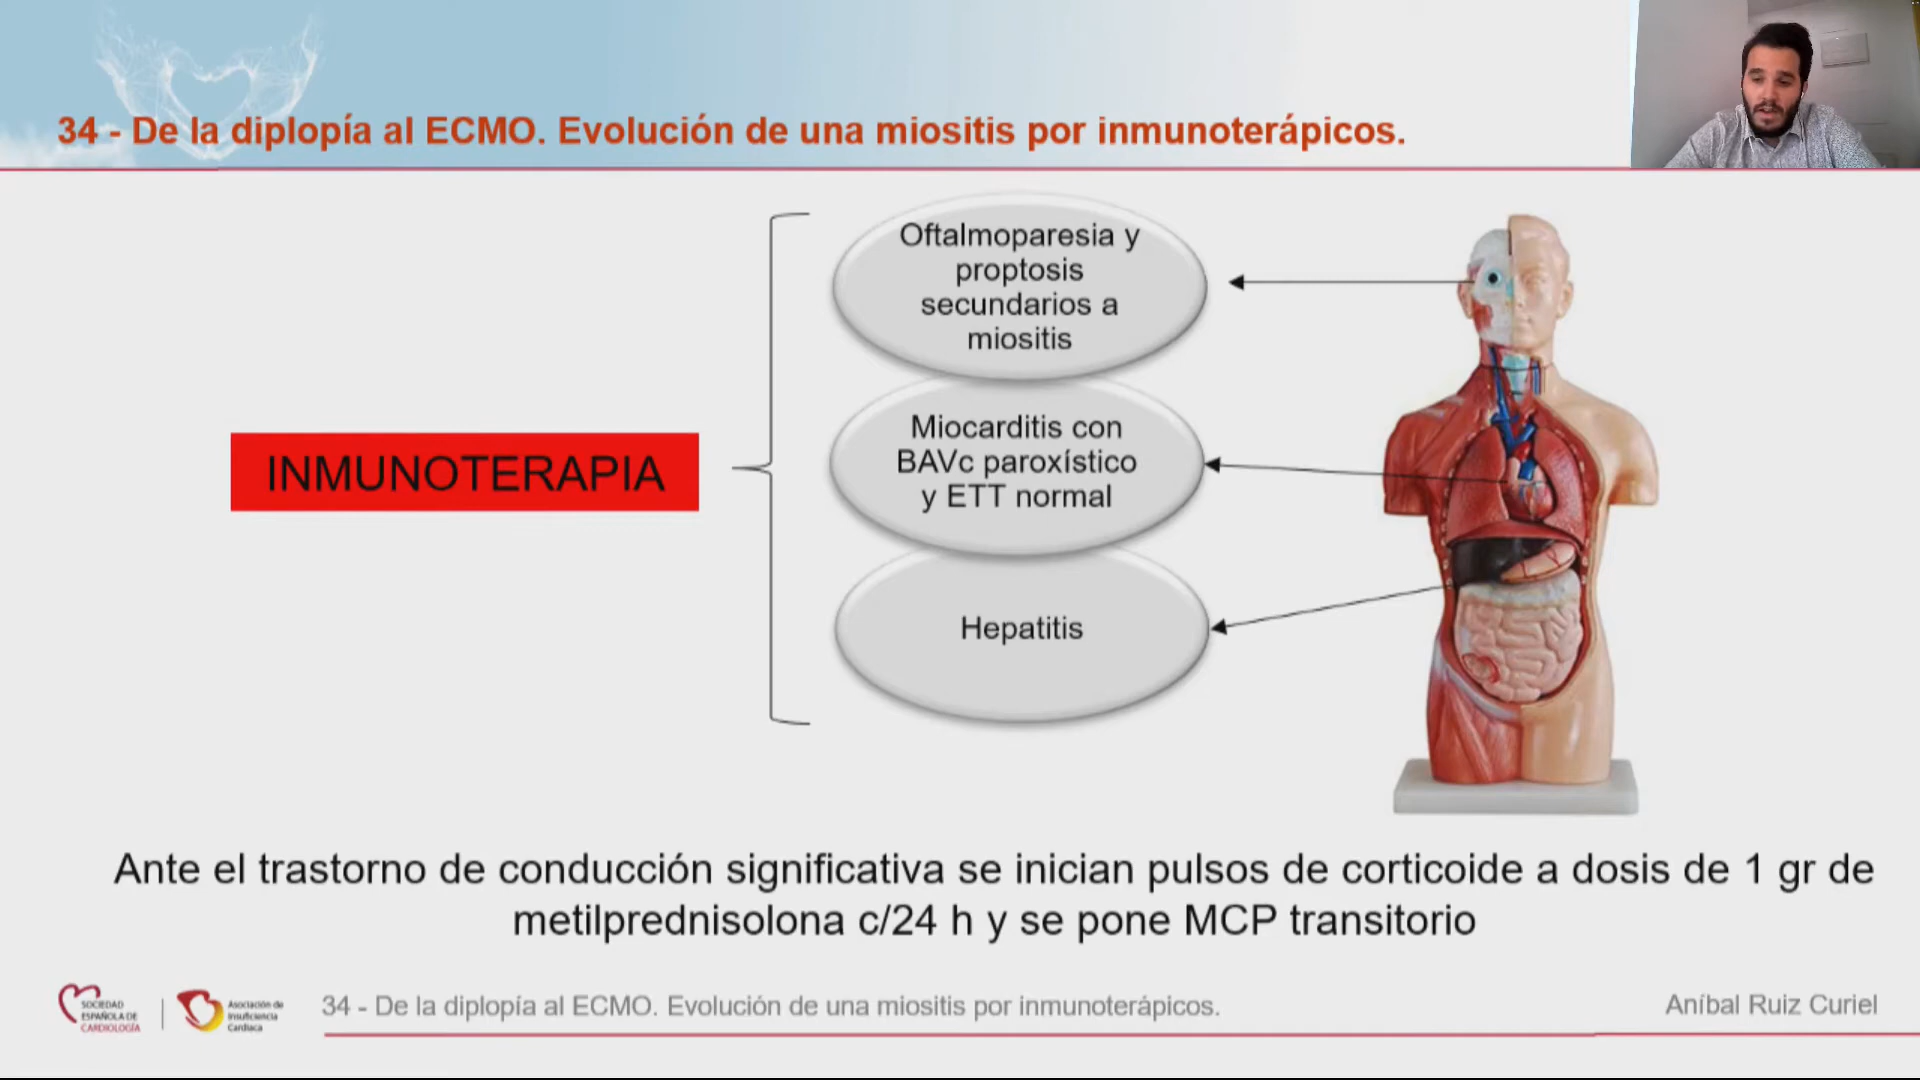 34 - De la diplopía al ECMO. Evolución de una miositis por inmunoterápicos.
INMUNOTERAPIA
Oftalmoparesia y
proptosis
secundarios a
miositis
Miocarditis con
BAVc paroxístico
y ETT normal
Hepatitis
Ante el trastorno de conducción significativa se inician pulsos de corticoide a dosis de 1 gr de
metilprednisolona c/24 h y se pone MCP transitorio
SOCIEDAD
ESPAÑOLA DE
CARDIOLOGÍA
Asociación de
Insuficiencia
Cardiaca
34 - De la diplopía al ECMO. Evolución de una miositis por inmunoterápicos.
Aníbal Ruiz Curiel